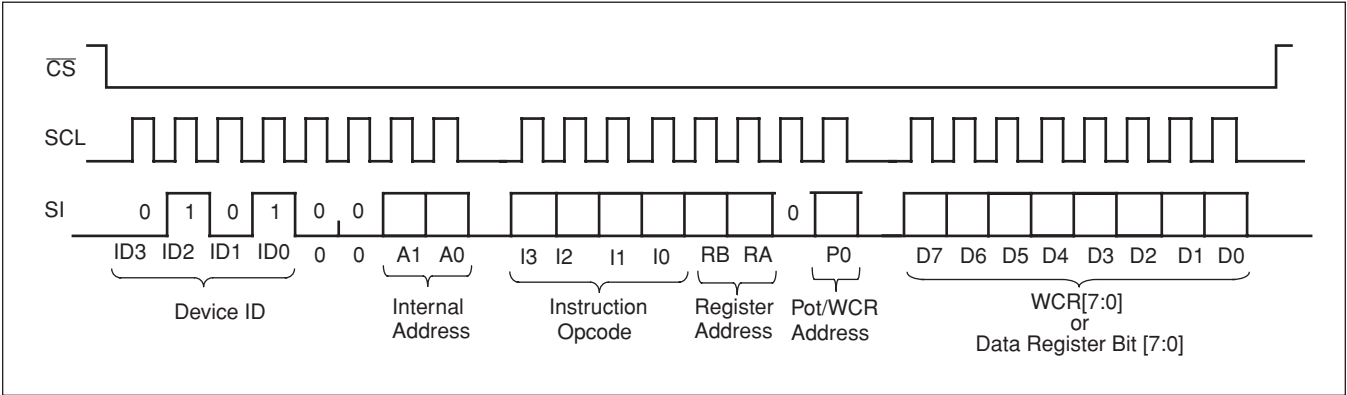 CS
SCL
SI
0 1 0 1 0 0 0
ID3 ID2 ID1 ID0 0 0 A1 A0 I3 I2 I1 I0 RB RA P0 D7 D6 D5 D4 D3 D2 D1 D0
Device ID
Internal
Address
Instruction
Opcode
Register
Address
Pot/WCR
Address
WCR[7:0]
or
Data Register Bit [7:0]